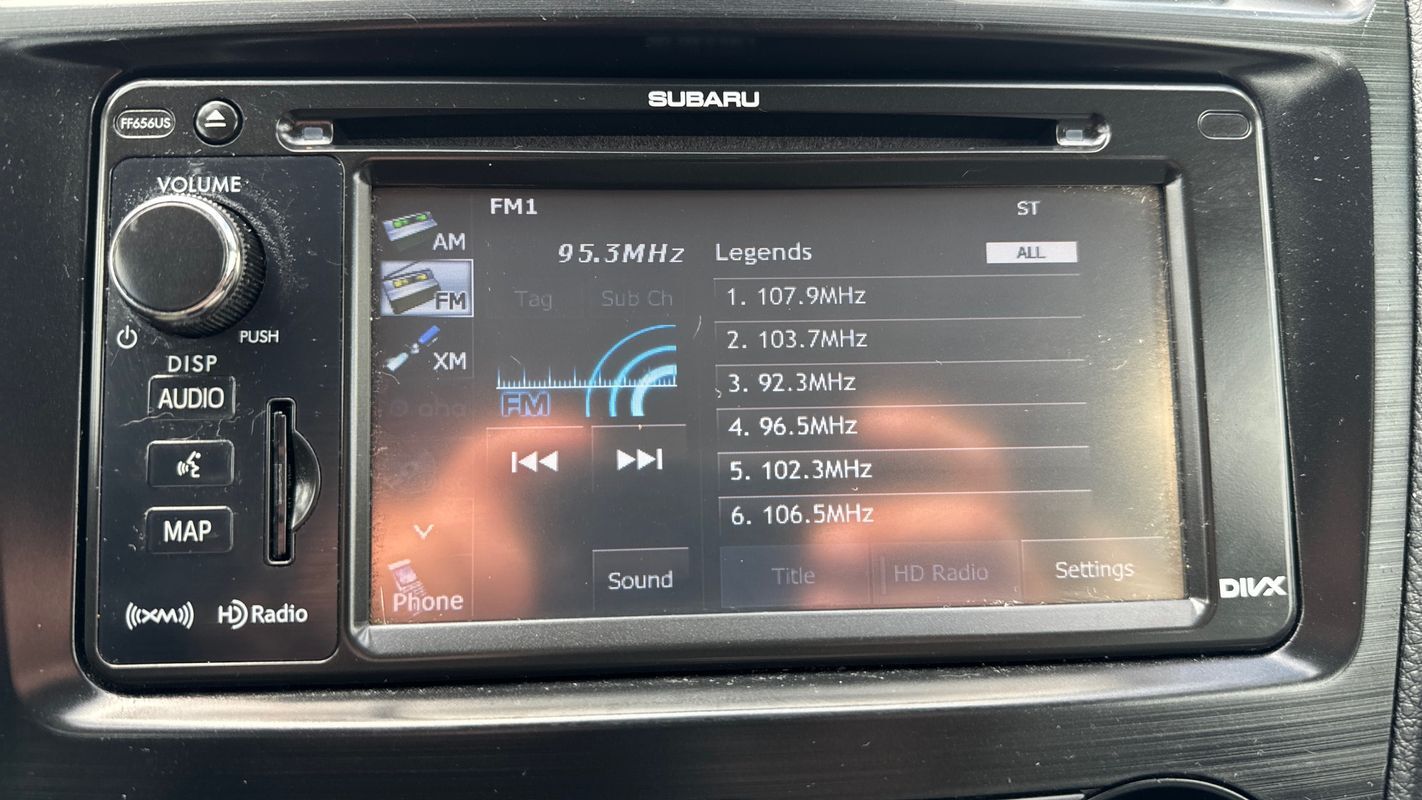 SUBARU
FF656US
VOLUME
PUSH
DISP
AUDIO
MAP
((XM))
HD Radio
FM1
ST
AM
95.3MHz
Legends
ALL
FM
Tag
Sub Ch
1. 107.9MHz
2. 103.7MHz
XM
3. 92.3MHz
aha
FM
4. 96.5MHz
5. 102.3MHz
6. 106.5MHz
Phone
Sound
Title
HD Radio
Settings
DIVX